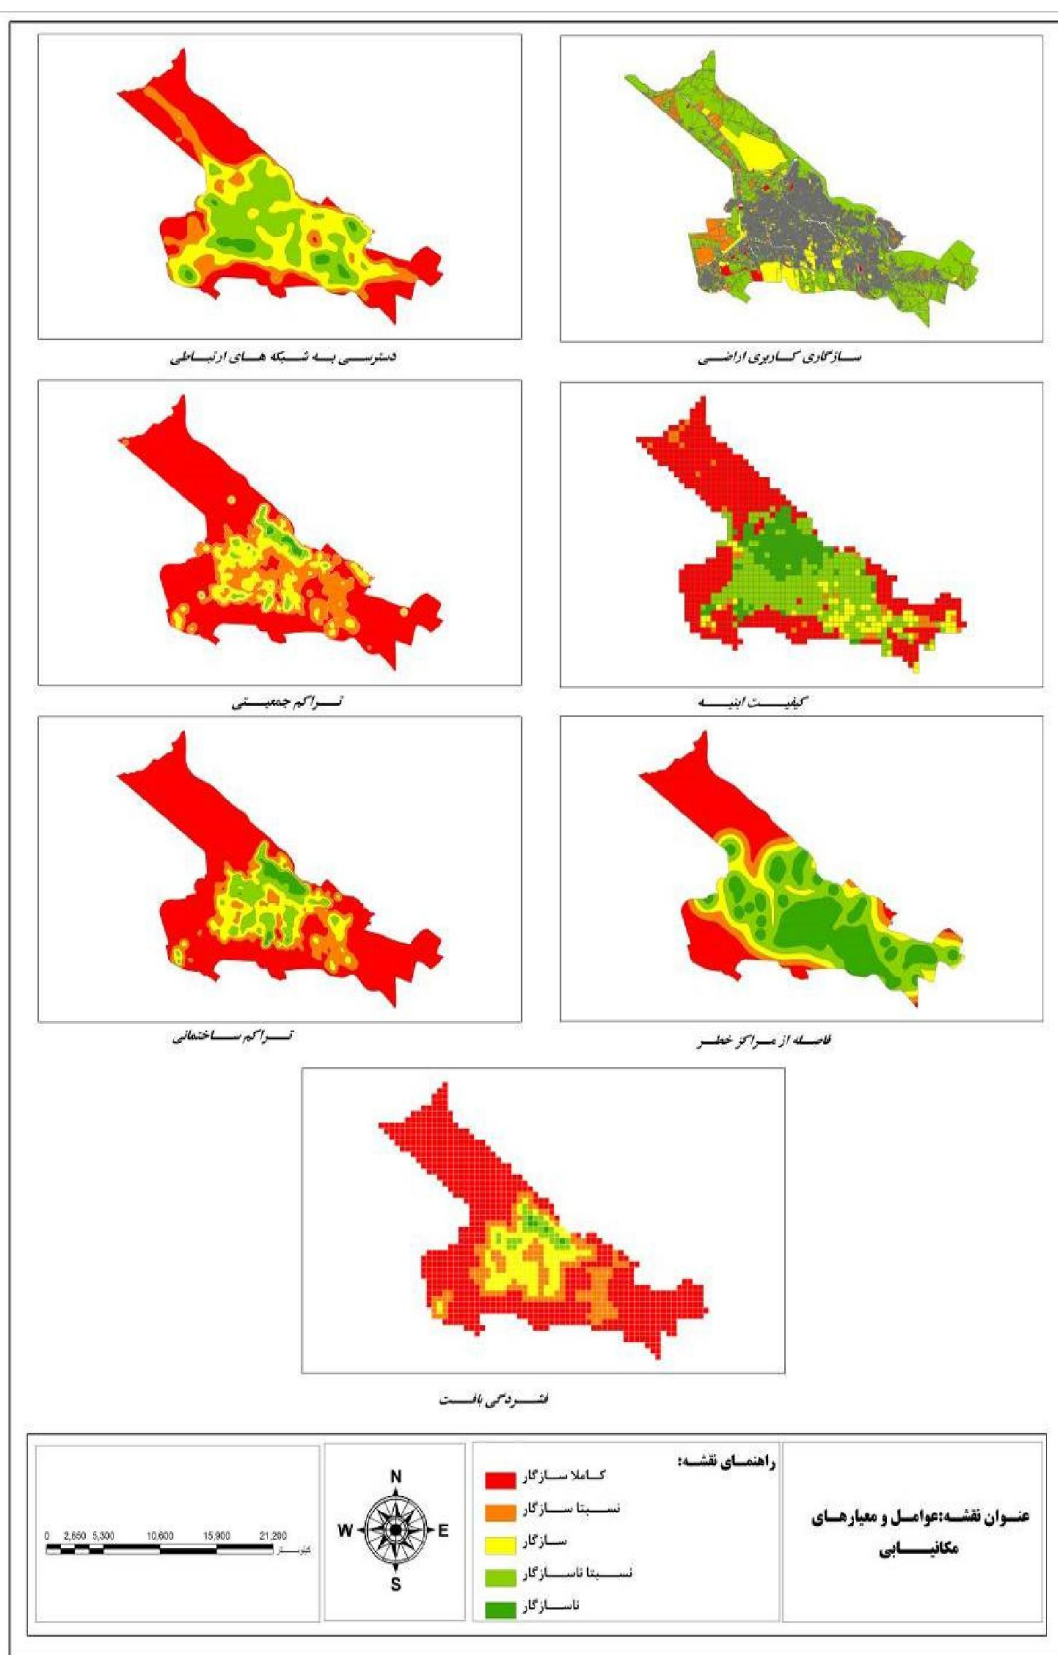 سازگاری کاربری اراضی
دسترسی به شبکه های ارتباطی
کیفیت ابنیه
تراکم جمعیتی
فاصله از مراکز خطر
تراکم ساختمانی
فشردگی بافت
عنوان نقشه:عوامل و معیارهای
مکانیابی
راهنمای نقشه:
کاملا سازگار
نسبتا سازگار
سازگار
نسبتا ناسازگار
ناسازگار
N
W E
S
0 2,650 5,300 10,600 15,900 21,200